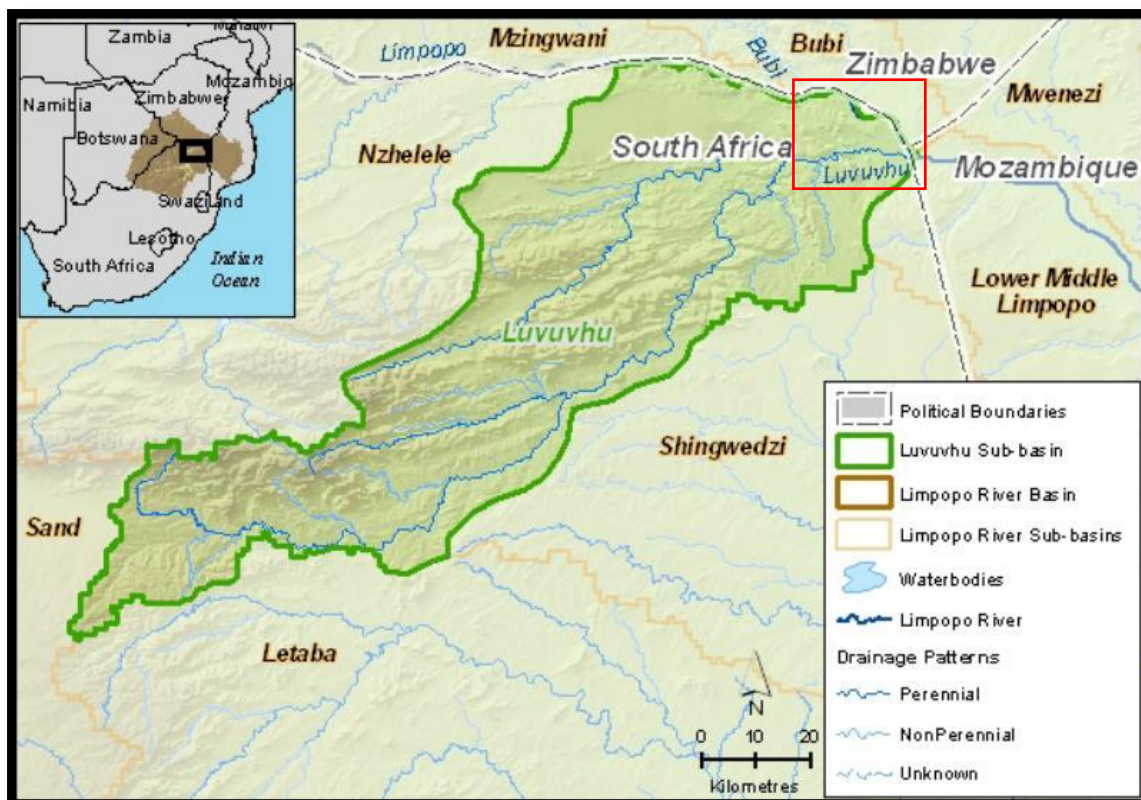 Malawi
Zambia
Mozambiq
Zimbabwe
Namibia
Botswana
Swaziland
Lesotho
South Africa
Indian
Ocean
Limpopo
Mzingwani
Bubi
Bubi
Zimbabwe
Mwenezi
Nzhelele
South Africa
Mozambique
Luvuvhu
Lower Middle
Limpopo
Luvuvhu
Shingwedzi
Sand
Letaba
N
0 10 20
Kilometres
Political Boundaries
Luvuvhu Sub-basin
Limpopo River Basin
Limpopo River Sub-basins
Waterbodies
Limpopo River
Drainage Patterns
Perennial
NonPerennial
Unknown